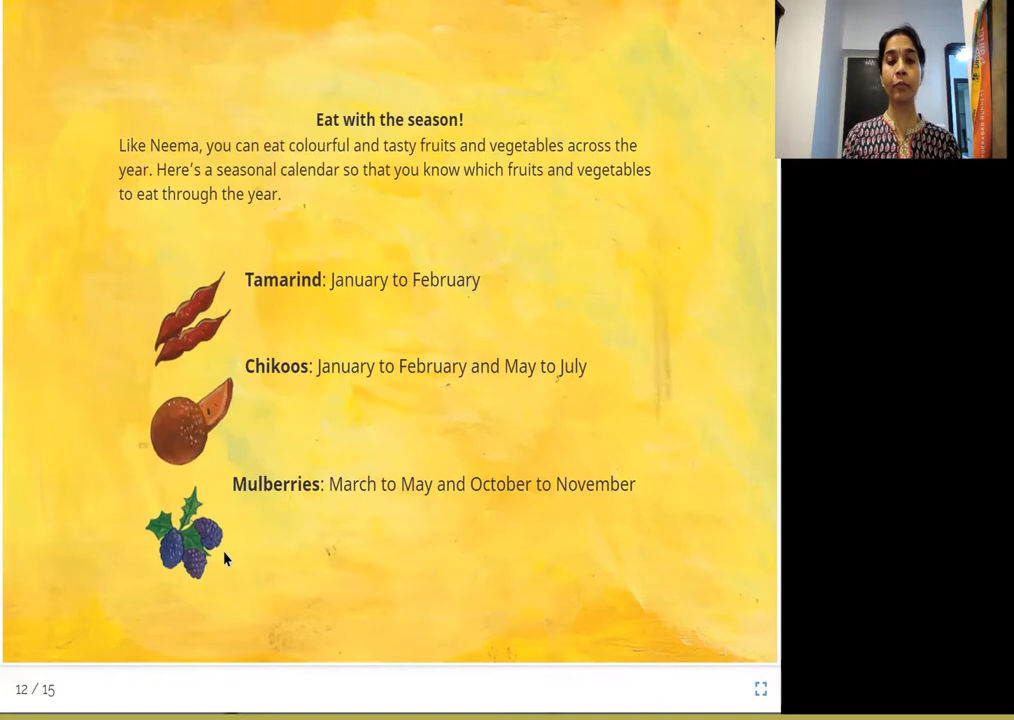 Eat with the season!
Like Neema, you can eat colourful and tasty fruits and vegetables across the
year. Here's a seasonal calendar so that you know which fruits and vegetables
to eat through the year.
Tamarind: January to February
Chikoos: January to February and May to July
Mulberries: March to May and October to November
12 / 15